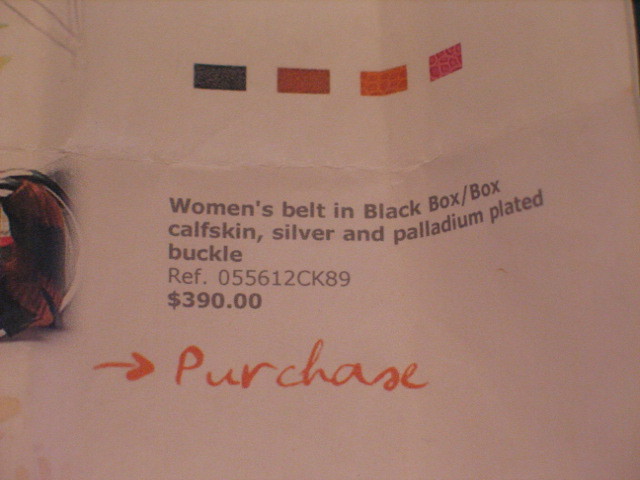 Women's belt in Black Box/Box
calfskin, silver and palladium plated
buckle
Ref. 055612CK89
$390.00
→ Purchase